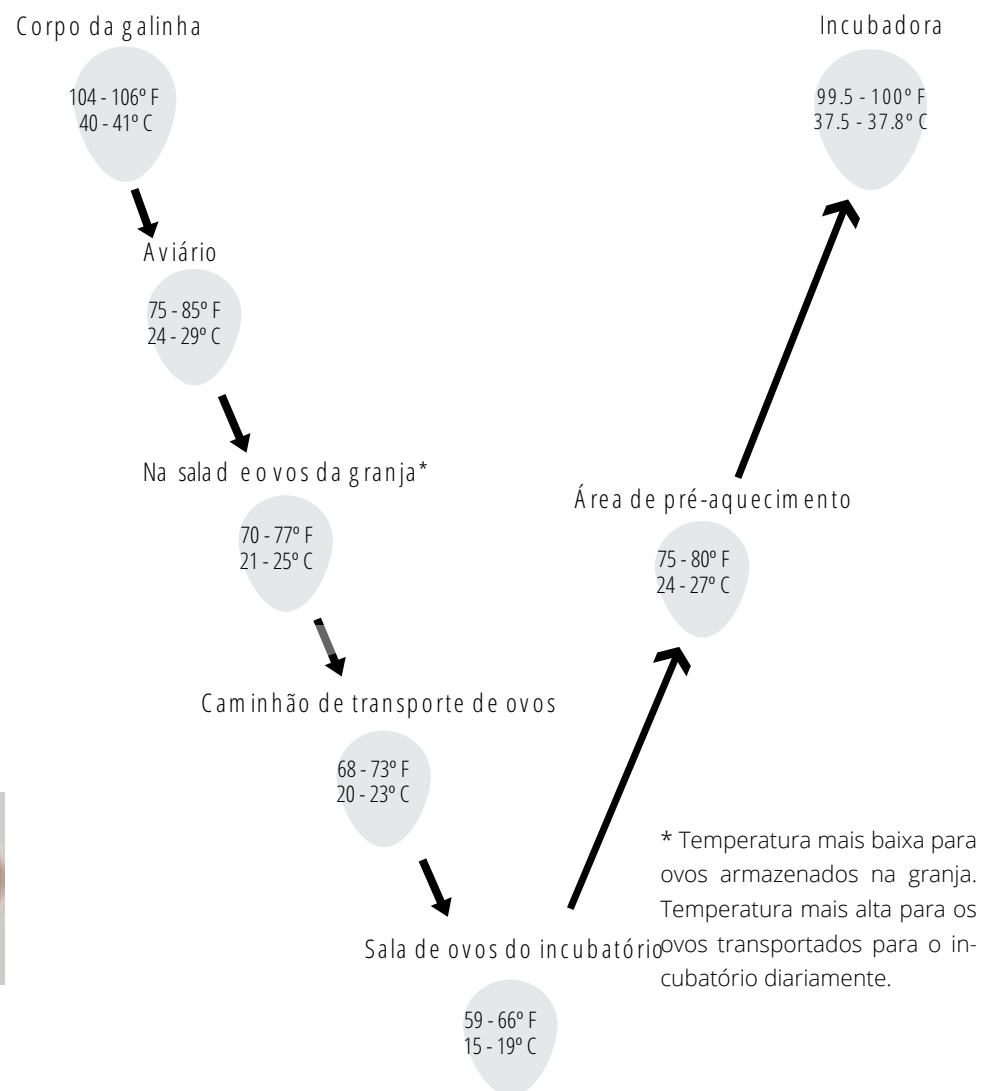 Corpo da galinha
104 - 106º F
40 - 41º C
Aviário
75 - 85º F
24 - 29º C
Na sala de ovos da granja*
70 - 77º F
21 - 25º C
Caminhão de transporte de ovos
68 - 73º F
20 - 23º C
Sala de ovos do incubatório
59 - 66º F
15 - 19º C
Área de pré-aquecimento
75 - 80º F
24 - 27º C
Incubadora
99.5 - 100º F
37.5 - 37.8º C
* Temperatura mais baixa para
ovos armazenados na granja.
Temperatura mais alta para os
ovos transportados para o in-
cubatório diariamente.